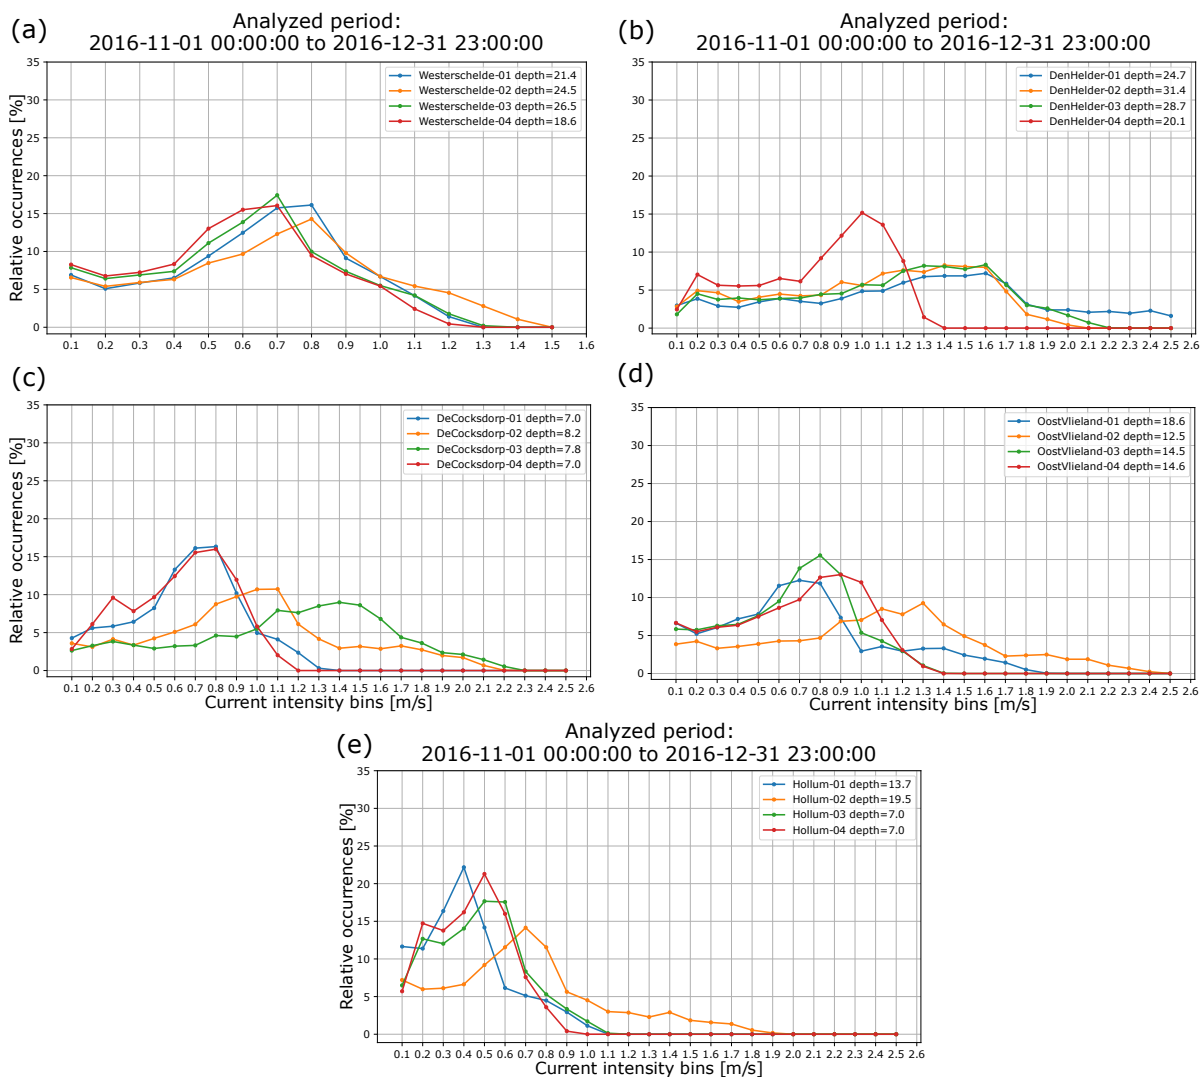 (a)
Analyzed period:
2016-11-01 00:00:00 to 2016-12-31 23:00:00
Relative occurrences [%]
35
30
25
20
15
10
5
0
Westerschelde-01 depth=21.4
Westerschelde-02 depth=24.5
Westerschelde-03 depth=26.5
Westerschelde-04 depth=18.6
0.1 0.2 0.3 0.4 0.5 0.6 0.7 0.8 0.9 1.0 1.1 1.2 1.3 1.4 1.5 1.6
(b)
Analyzed period:
2016-11-01 00:00:00 to 2016-12-31 23:00:00
35
30
25
20
15
10
5
0
DenHelder-01 depth=24.7
DenHelder-02 depth=31.4
DenHelder-03 depth=28.7
DenHelder-04 depth=20.1
0.1 0.2 0.3 0.4 0.5 0.6 0.7 0.8 0.9 1.0 1.1 1.2 1.3 1.4 1.5 1.6 1.7 1.8 1.9 2.0 2.1 2.2 2.3 2.4 2.5 2.6
(c)
Relative occurrences [%]
35
30
25
20
15
10
5
0
DeCocksdorp-01 depth=7.0
DeCocksdorp-02 depth=8.2
DeCocksdorp-03 depth=7.8
DeCocksdorp-04 depth=7.0
0.1 0.2 0.3 0.4 0.5 0.6 0.7 0.8 0.9 1.0 1.1 1.2 1.3 1.4 1.5 1.6 1.7 1.8 1.9 2.0 2.1 2.2 2.3 2.4 2.5 2.6
Current intensity bins [m/s]
(d)
35
30
25
20
15
10
5
0
OostVlieland-01 depth=18.6
OostVlieland-02 depth=12.5
OostVlieland-03 depth=14.5
OostVlieland-04 depth=14.6
0.1 0.2 0.3 0.4 0.5 0.6 0.7 0.8 0.9 1.0 1.1 1.2 1.3 1.4 1.5 1.6 1.7 1.8 1.9 2.0 2.1 2.2 2.3 2.4 2.5 2.6
Current intensity bins [m/s]
(e)
Analyzed period:
2016-11-01 00:00:00 to 2016-12-31 23:00:00
Relative occurrences [%]
35
30
25
20
15
10
5
0
Hollum-01 depth=13.7
Hollum-02 depth=19.5
Hollum-03 depth=7.0
Hollum-04 depth=7.0
0.1 0.2 0.3 0.4 0.5 0.6 0.7 0.8 0.9 1.0 1.1 1.2 1.3 1.4 1.5 1.6 1.7 1.8 1.9 2.0 2.1 2.2 2.3 2.4 2.5 2.6
Current intensity bins [m/s]